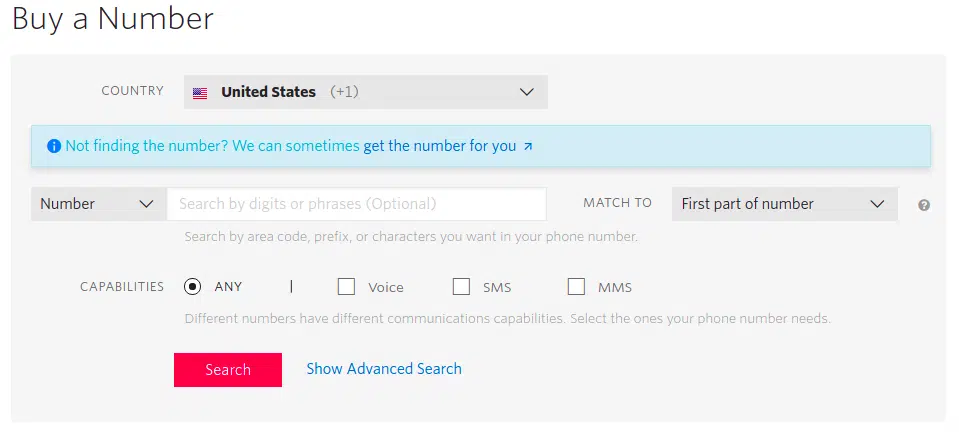 Buy a Number
COUNTRY United States (+1)
Not finding the number? We can sometimes get the number for you ↗
Number Search by digits or phrases (Optional) MATCH TO First part of number ?
Search by area code, prefix, or characters you want in your phone number.
CAPABILITIES ANY | Voice SMS MMS
Different numbers have different communications capabilities. Select the ones your phone number needs.
Search Show Advanced Search